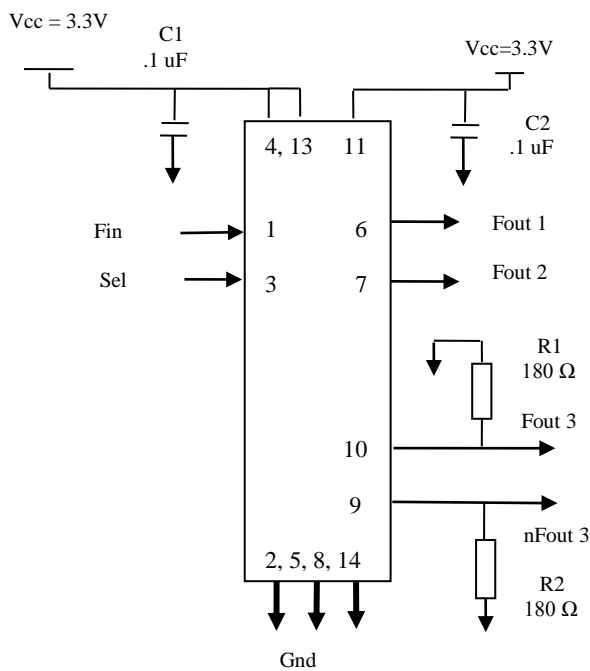 Vcc = 3.3V
C1
.1 uF
Vcc=3.3V
C2
.1 uF
4, 13
11
Fin
1
6
Fout 1
Sel
3
7
Fout 2
R1
180 Ω
10
Fout 3
9
nFout 3
2, 5, 8, 14
R2
180 Ω
Gnd